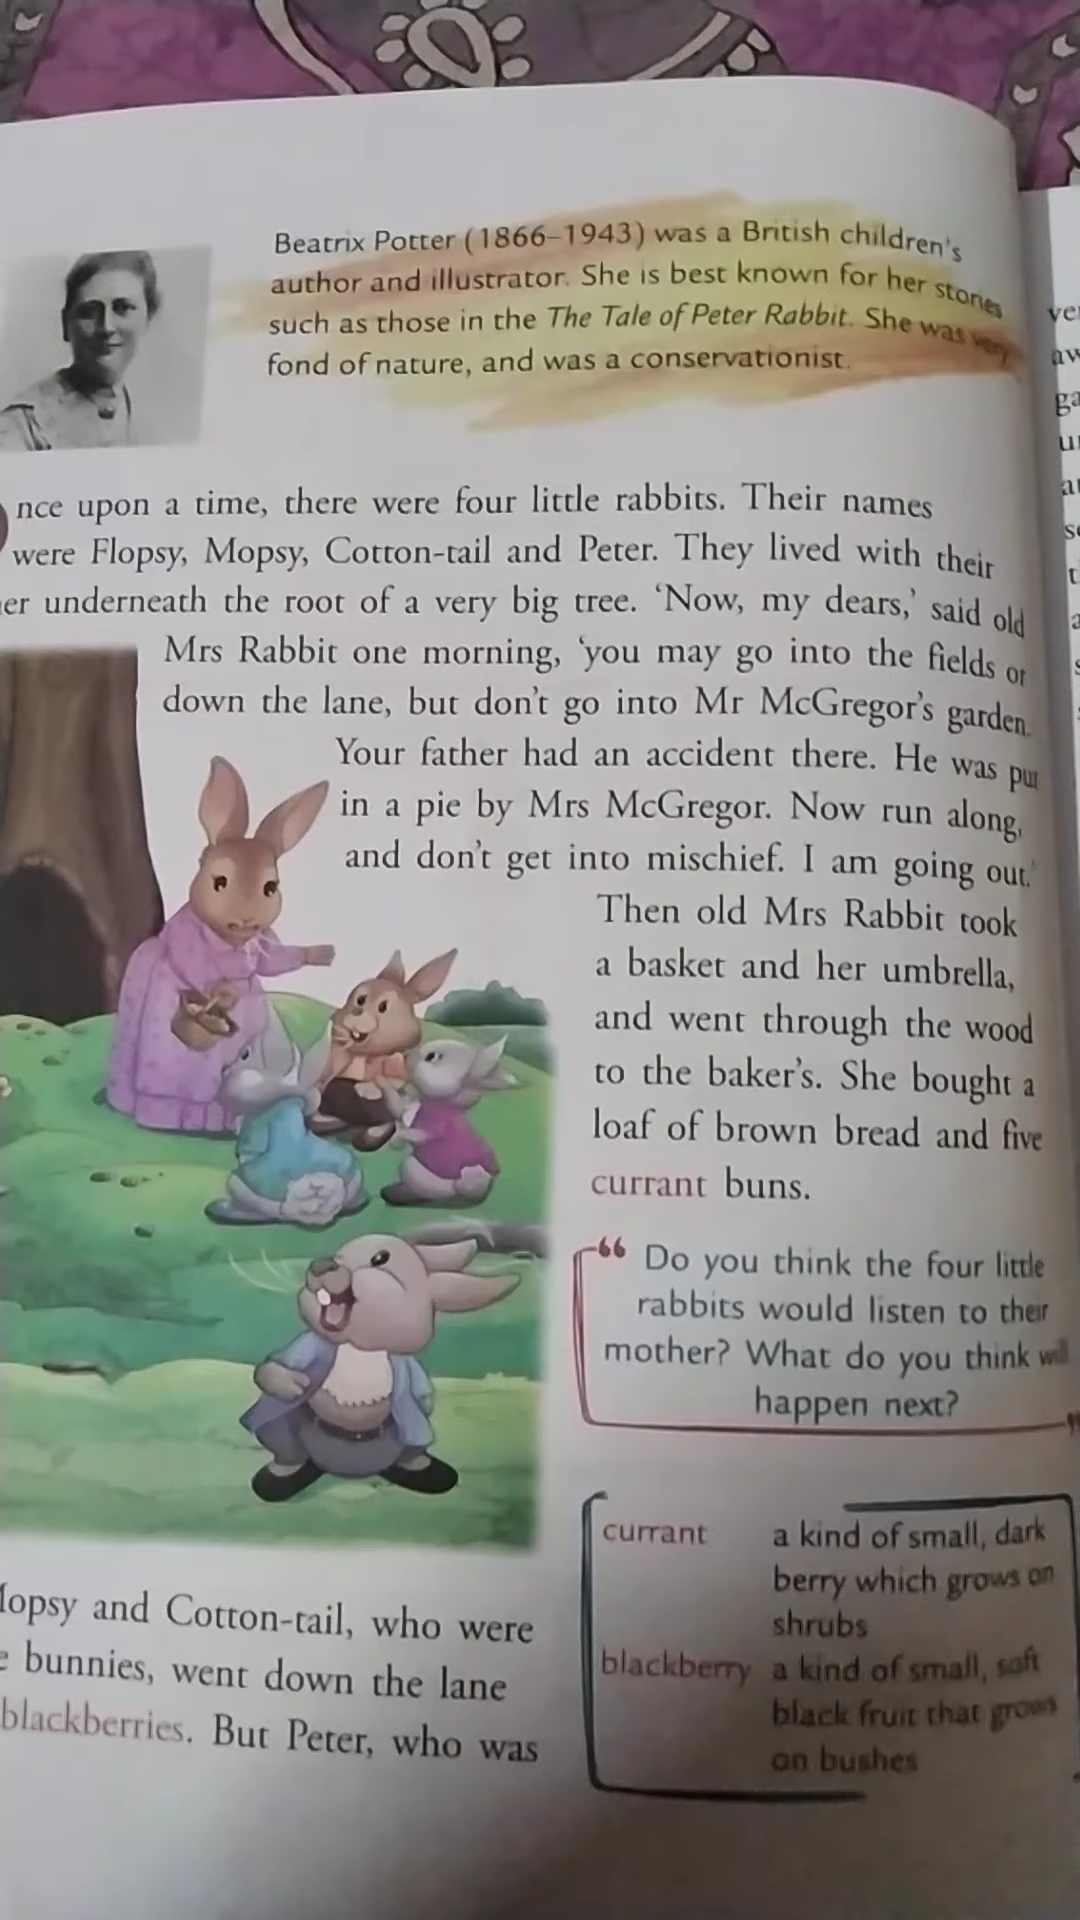 Beatrix Potter (1866–1943) was a British children's
author and illustrator. She is best known for her stories
such as those in the The Tale of Peter Rabbit. She was very
fond of nature, and was a conservationist.
nce upon a time, there were four little rabbits. Their names
were Flopsy, Mopsy, Cotton-tail and Peter. They lived with their
er underneath the root of a very big tree. ‘Now, my dears,’ said old
Mrs Rabbit one morning, ‘you may go into the fields or
down the lane, but don’t go into Mr McGregor’s garden.
Your father had an accident there. He was put
in a pie by Mrs McGregor. Now run along,
and don’t get into mischief. I am going out.’
Then old Mrs Rabbit took
a basket and her umbrella,
and went through the wood
to the baker’s. She bought a
loaf of brown bread and five
currant buns.
“ Do you think the four little
rabbits would listen to their
mother? What do you think will
happen next? ”
currant a kind of small, dark
berry which grows on
shrubs
blackberry a kind of small, soft
black fruit that grows
on bushes
lopsy and Cotton-tail, who were
bunnies, went down the lane
blackberries. But Peter, who was